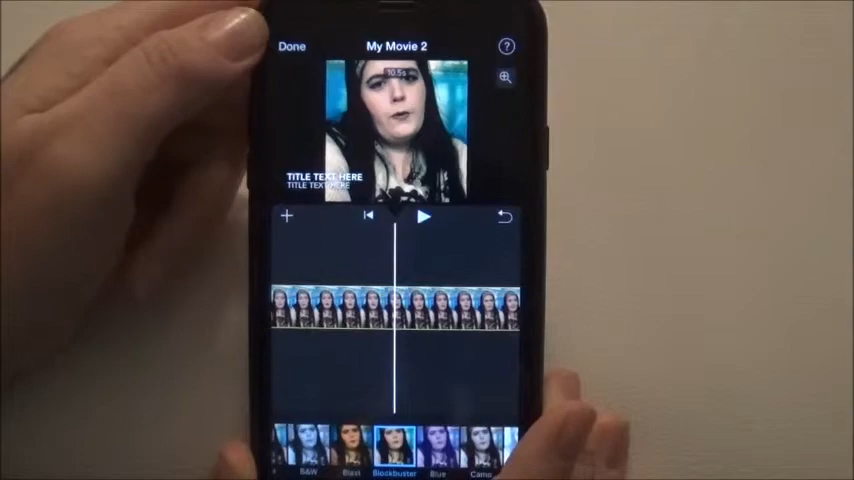 Done
My Movie 2
?
10.5s
TITLE TEXT HERE
TITLE TEXT HERE
B&W
Blast
Blockbuster
Blue
Camo